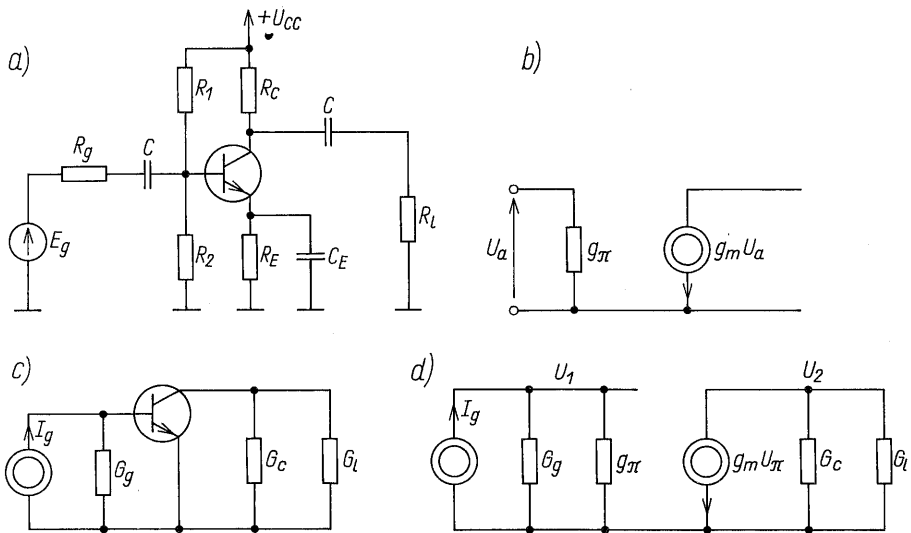 a)
+U_CC
R_1
R_C
C
R_g
C
E_g
R_2
R_E
C_E
R_l
b)
U_a
g_π
g_m U_a
c)
I_g
G_g
G_c
G_l
d)
I_g
U_1
G_g
g_π
U_2
g_m U_π
G_c
G_l